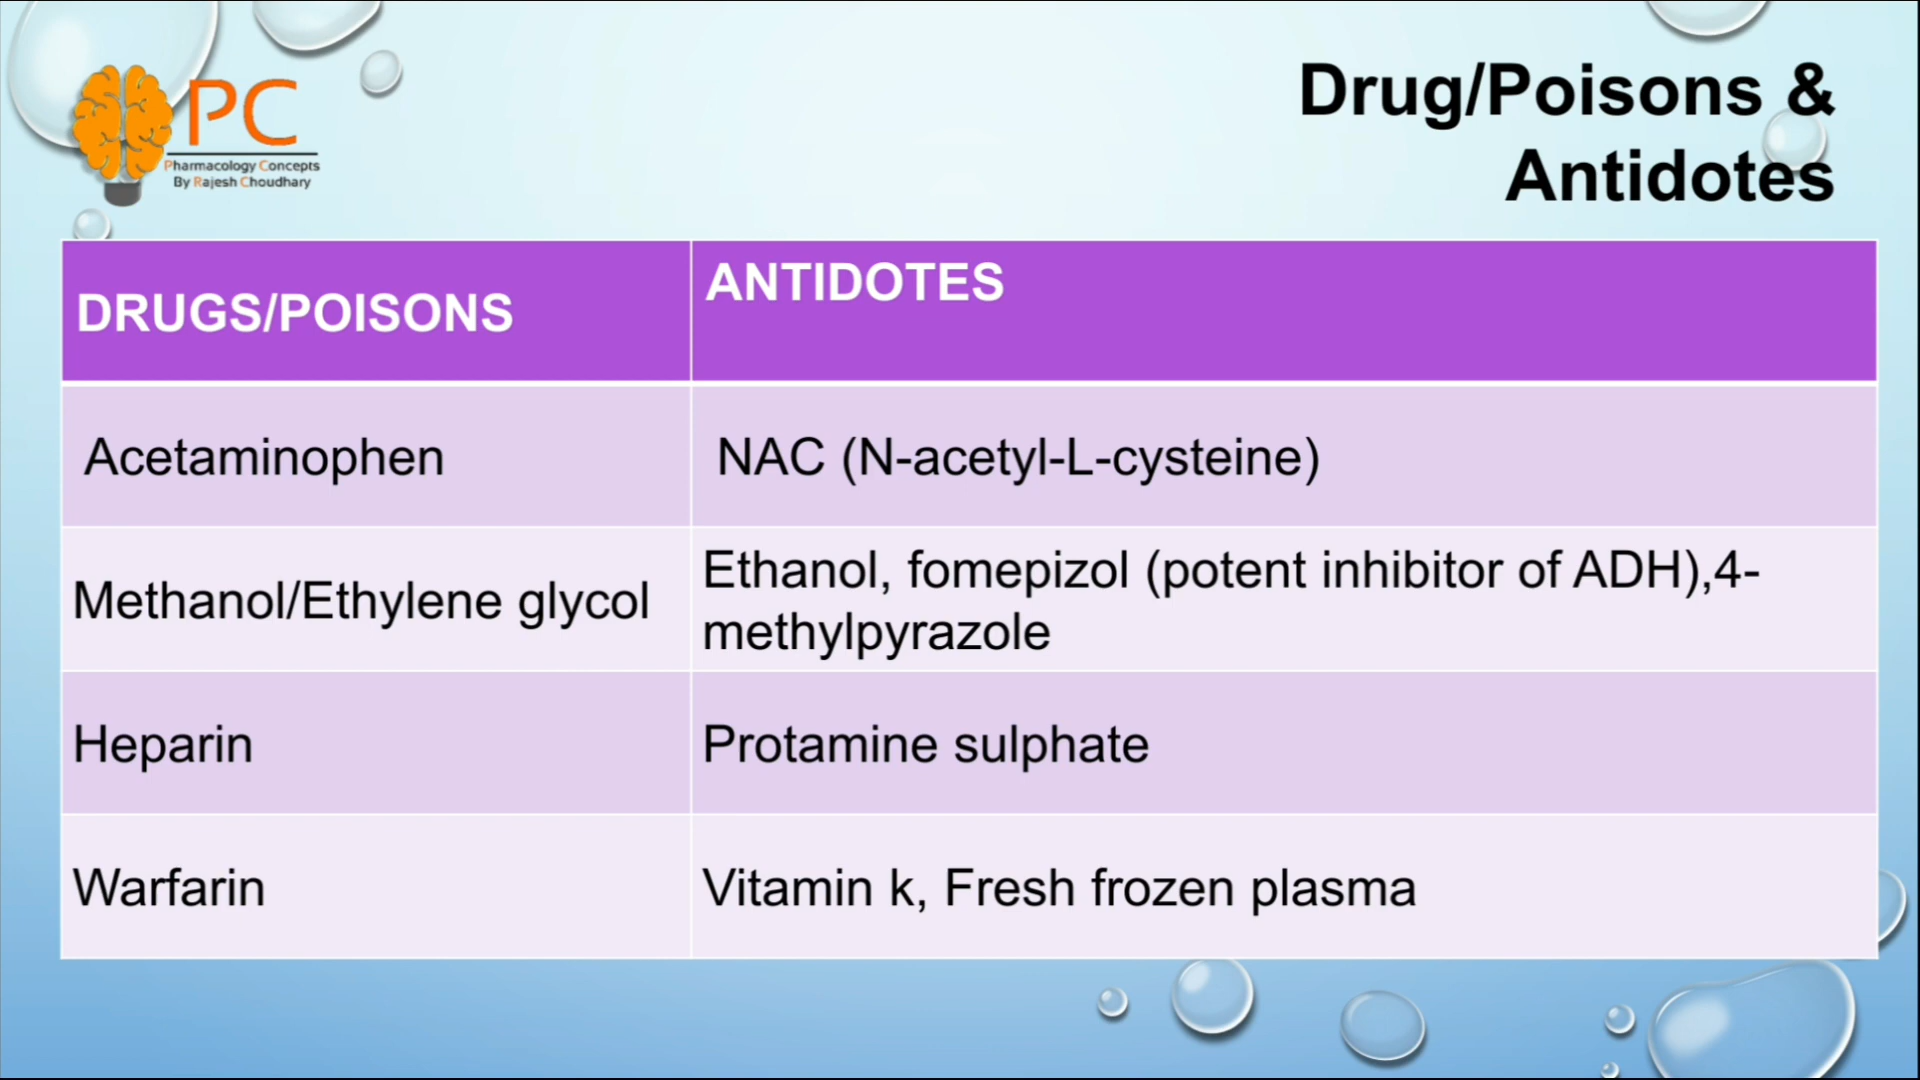 PC
Pharmacology Concepts
By Rajesh Choudhary
Drug/Poisons &
Antidotes
DRUGS/POISONS
ANTIDOTES
Acetaminophen
NAC (N-acetyl-L-cysteine)
Methanol/Ethylene glycol
Ethanol, fomepizol (potent inhibitor of ADH),4-
methylpyrazole
Heparin
Protamine sulphate
Warfarin
Vitamin k, Fresh frozen plasma